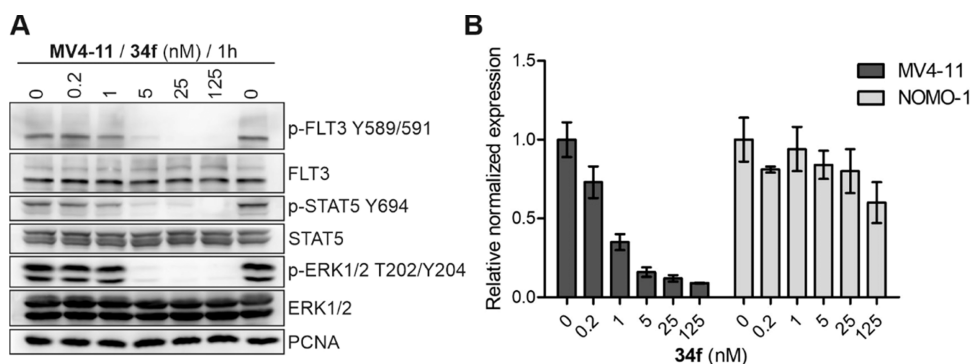 A
MV4-11 / 34f (nM) / 1h
0 0.2 1 5 25 125 0
p-FLT3 Y589/591
FLT3
p-STAT5 Y694
STAT5
p-ERK1/2 T202/Y204
ERK1/2
PCNA
B
Relative normalized expression
1.5
1.0
0.5
0.0
MV4-11
NOMO-1
0 0.2 1 5 25 125 0 0.2 1 5 25 125
34f (nM)